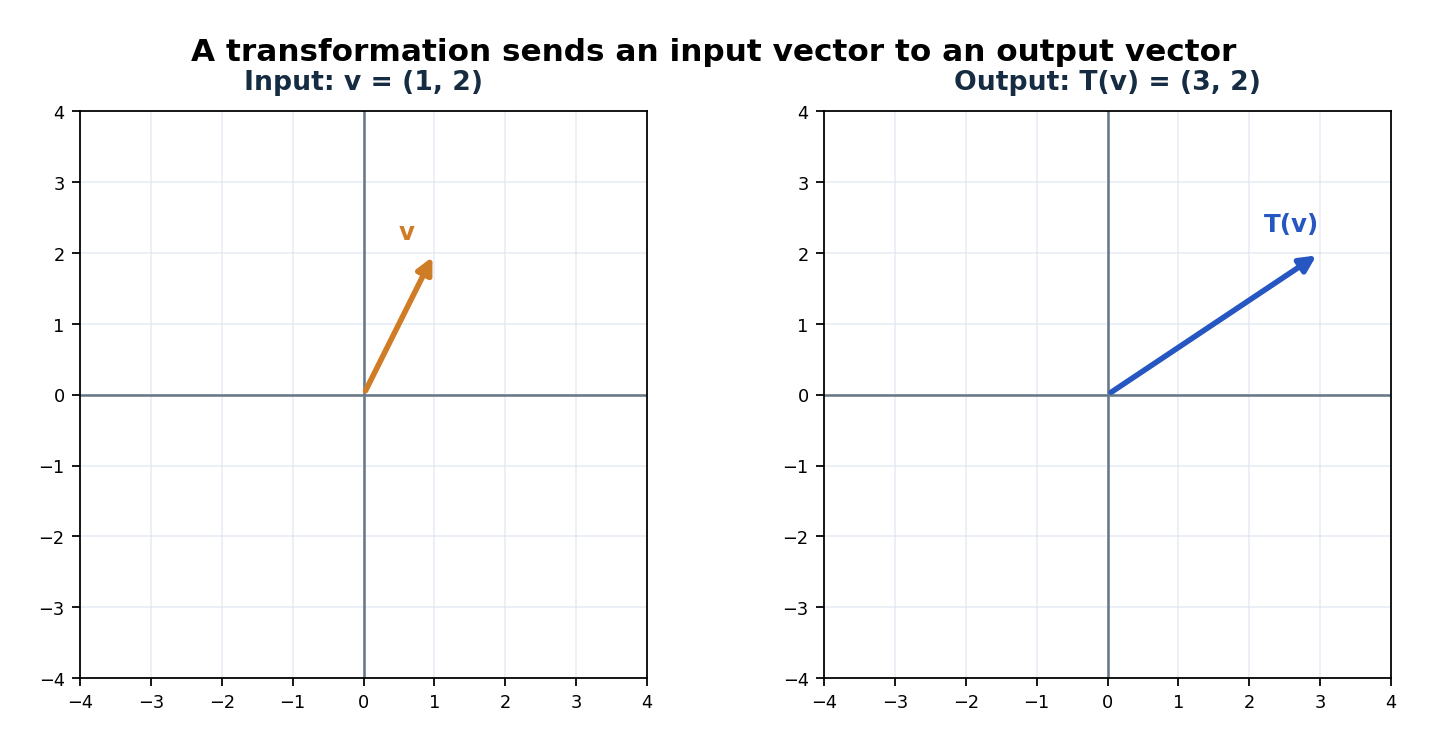 A transformation sends an input vector to an output vector
Input: v = (1, 2)
4
3
2
1
0
−1
−2
−3
−4
−4 −3 −2 −1 0 1 2 3 4
v
Output: T(v) = (3, 2)
4
3
2
1
0
−1
−2
−3
−4
−4 −3 −2 −1 0 1 2 3 4
T(v)